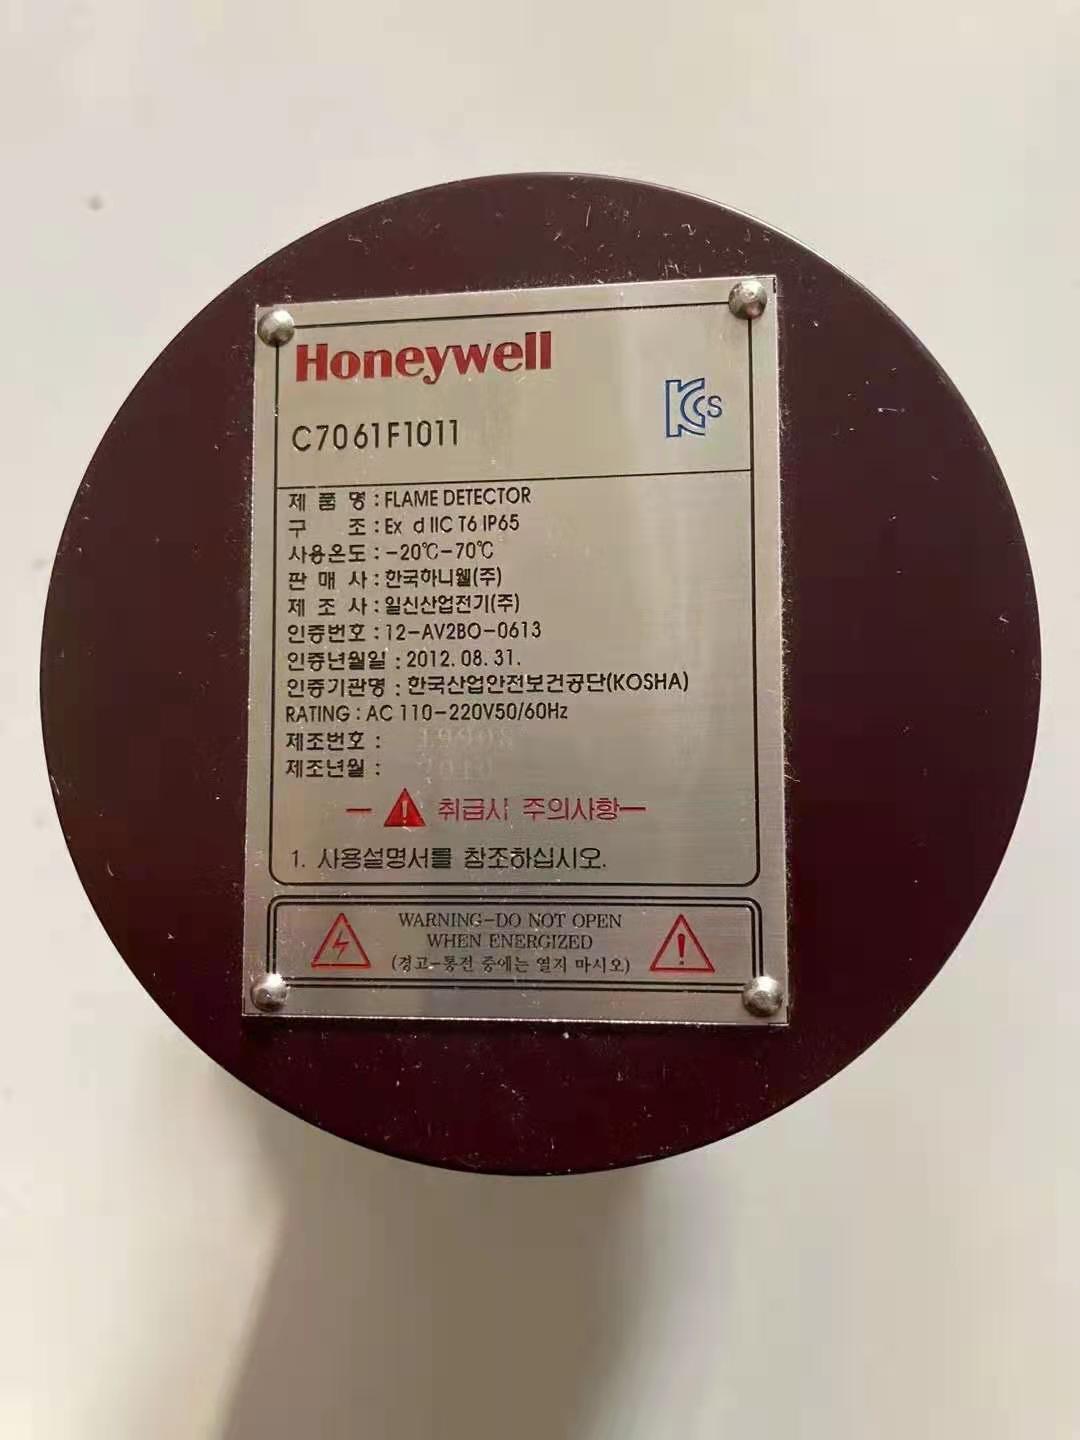 Honeywell
KCs
C7061F1011
제 품 명 : FLAME DETECTOR
구 조 : Ex d IIC T6 IP65
사용온도 : -20℃-70℃
판 매 사 : 한국하니웰(주)
제 조 사 : 일신산업전기(주)
인증번호 : 12-AV2BO-0613
인증년월일 : 2012. 08. 31.
인증기관명 : 한국산업안전보건공단(KOSHA)
RATING : AC 110-220V50/60Hz
제조번호 :
제조년월 :
취급시 주의사항
1. 사용설명서를 참조하십시오.
WARNING-DO NOT OPEN
WHEN ENERGIZED
(경고-통전 중에는 열지 마시오)